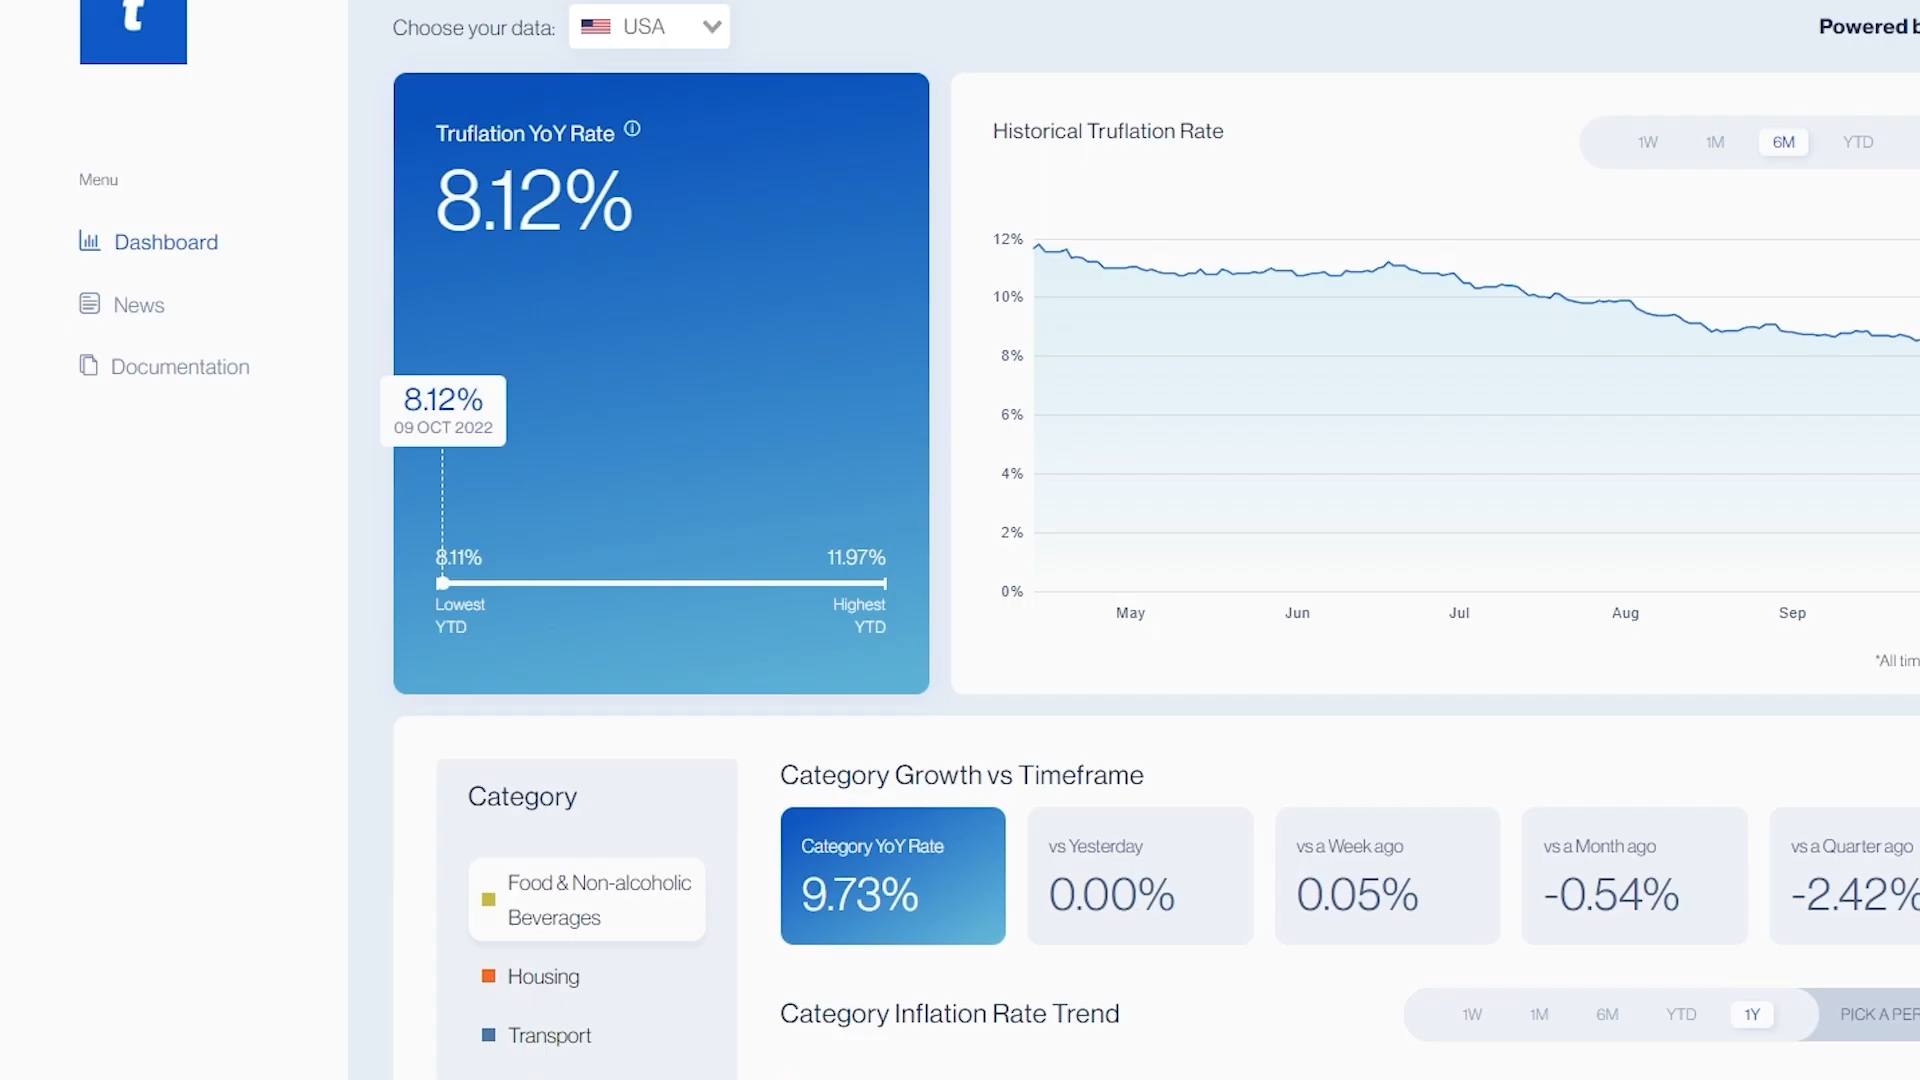 t
Choose your data:
USA
Powered
Menu
Dashboard
News
Documentation
Truflation YoY Rate
8.12%
8.12%
09 OCT 2022
8.11%
11.97%
Lowest
YTD
Highest
YTD
Historical Truflation Rate
1W 1M 6M YTD
12%
10%
8%
6%
4%
2%
0%
May Jun Jul Aug Sep
*All
Category
Food & Non-alcoholic
Beverages
Housing
Transport
Category Growth vs Timeframe
Category YoY Rate
9.73%
vs Yesterday
0.00%
vs a Week ago
0.05%
vs a Month ago
-0.54%
vs a Quarter ago
-2.42%
Category Inflation Rate Trend
1W 1M 6M YTD 1Y
PICK A